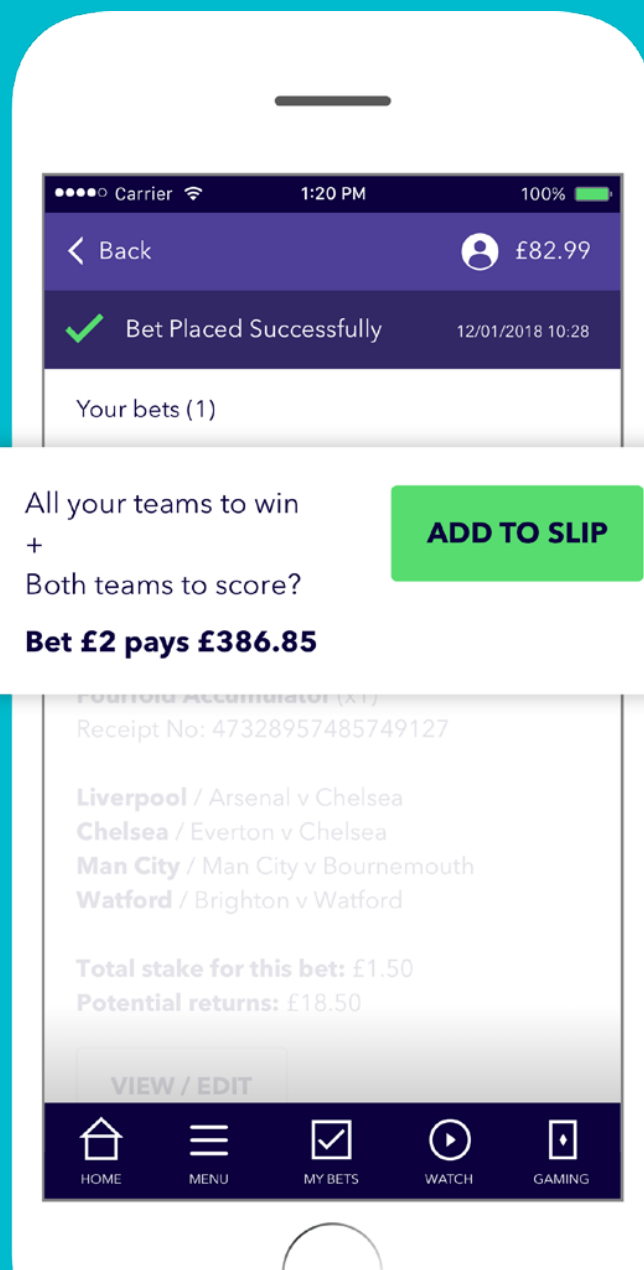 Carrier 1:20 PM 100%
Back £82.99
Bet Placed Successfully 12/01/2018 10:28
Your bets (1)
All your teams to win
+
Both teams to score?
Bet £2 pays £386.85
ADD TO SLIP
Fourfold Accumulator (x1)
Receipt No: 47328957485749127
Liverpool / Arsenal v Chelsea
Chelsea / Everton v Chelsea
Man City / Man City v Bournemouth
Watford / Brighton v Watford
Total stake for this bet: £1.50
Potential returns: £18.50
VIEW / EDIT
HOME MENU MY BETS WATCH GAMING